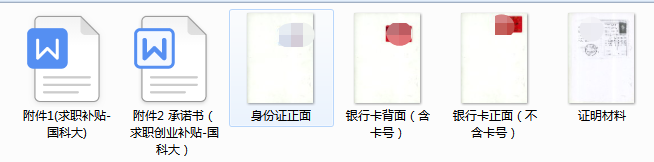 附件1(求职补贴-
国科大)
附件2 承诺书（
求职创业补贴-国
科大）
身份证正面
银行卡背面（含
卡号）
银行卡正面（不
含卡号）
证明材料